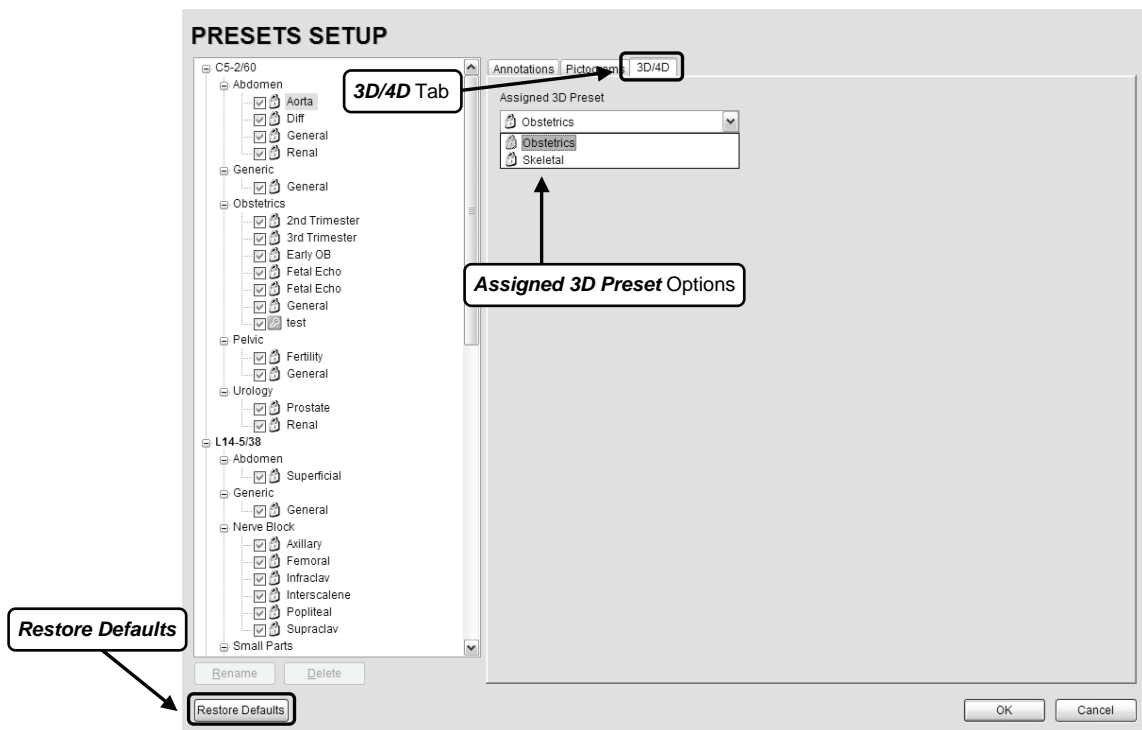 PRESETS SETUP
C5-2/60
Abdomen
Aorta
Diff
General
Renal
Generic
General
Obstetrics
2nd Trimester
3rd Trimester
Early OB
Fetal Echo
Fetal Echo
General
test
Pelvic
Fertility
General
Urology
Prostate
Renal
L14-5/38
Abdomen
Superficial
Generic
General
Nerve Block
Axillary
Femoral
Infraclav
Interscalene
Popliteal
Supraclav
Small Parts
Rename Delete
Restore Defaults
Restore Defaults
3D/4D Tab
Annotations Pictograms 3D/4D
Assigned 3D Preset
Obstetrics
Obstetrics
Skeletal
Assigned 3D Preset Options
OK Cancel